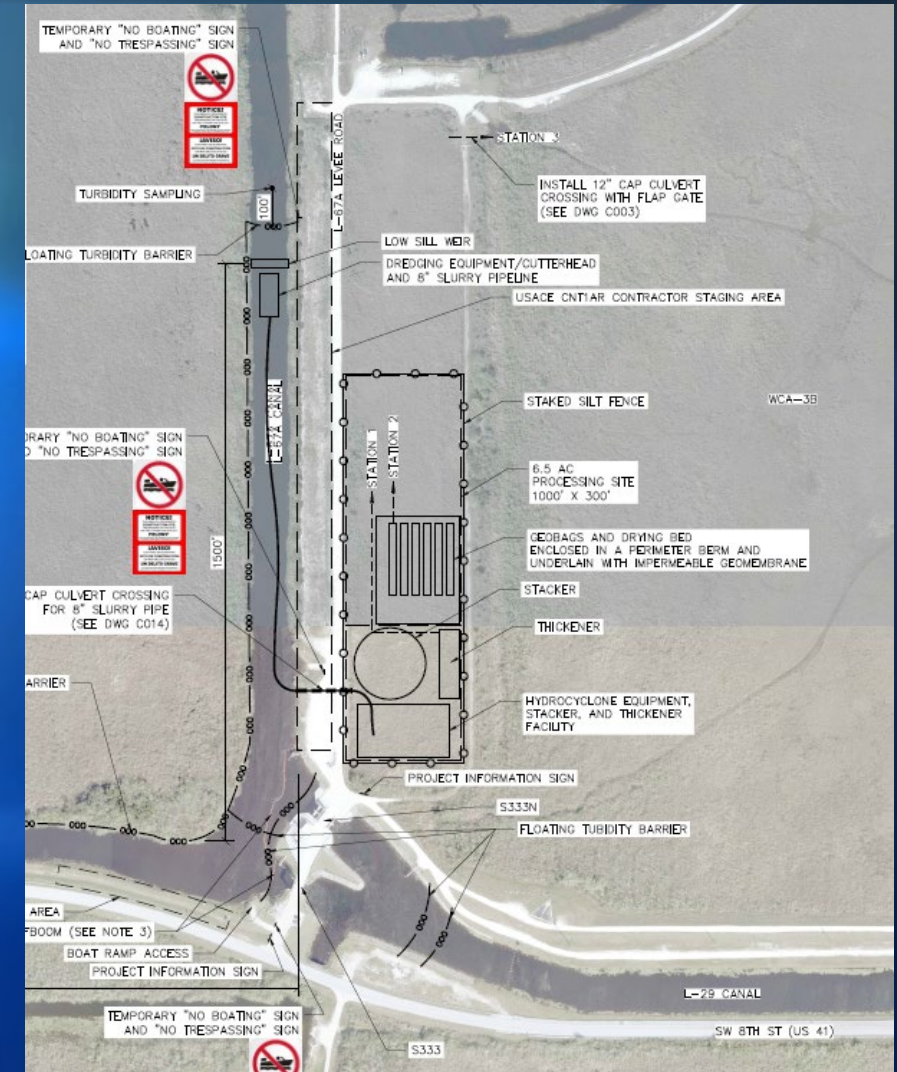 TEMPORARY "NO BOATING" SIGN
AND "NO TRESPASSING" SIGN
NOTICE!
FELONY
TURBIDITY SAMPLING
100'
LOATING TURBIDITY BARRIER
L-67A LEVEE ROAD
STATION 3
INSTALL 12" CAP CULVERT
CROSSING WITH FLAP GATE
(SEE DWG C003)
LOW SILL WEIR
DREDGING EQUIPMENT/CUTTERHEAD
AND 8" SLURRY PIPELINE
USACE CNT1AR CONTRACTOR STAGING AREA
L-67A CANAL
STATION 1
STATION 2
STAKED SILT FENCE
WCA-3B
RARY "NO BOATING" SIGN
"NO TRESPASSING" SIGN
NOTICE!
FELONY
1500'
6.5 AC
PROCESSING SITE
1000' X 300'
GEOBAGS AND DRYING BED
ENCLOSED IN A PERIMETER BERM AND
UNDERLAIN WITH IMPERMEABLE GEOMEMBRANE
STACKER
CAP CULVERT CROSSING
FOR 8" SLURRY PIPE
(SEE DWG C014)
THICKENER
ARRIER
HYDROCYCLONE EQUIPMENT,
STACKER, AND THICKENER
FACILITY
PROJECT INFORMATION SIGN
S333N
FLOATING TUBIDITY BARRIER
AREA
FBOOM (SEE NOTE 3)
BOAT RAMP ACCESS
PROJECT INFORMATION SIGN
L-29 CANAL
TEMPORARY "NO BOATING" SIGN
AND "NO TRESPASSING" SIGN
SW 8TH ST (US 41)
S333